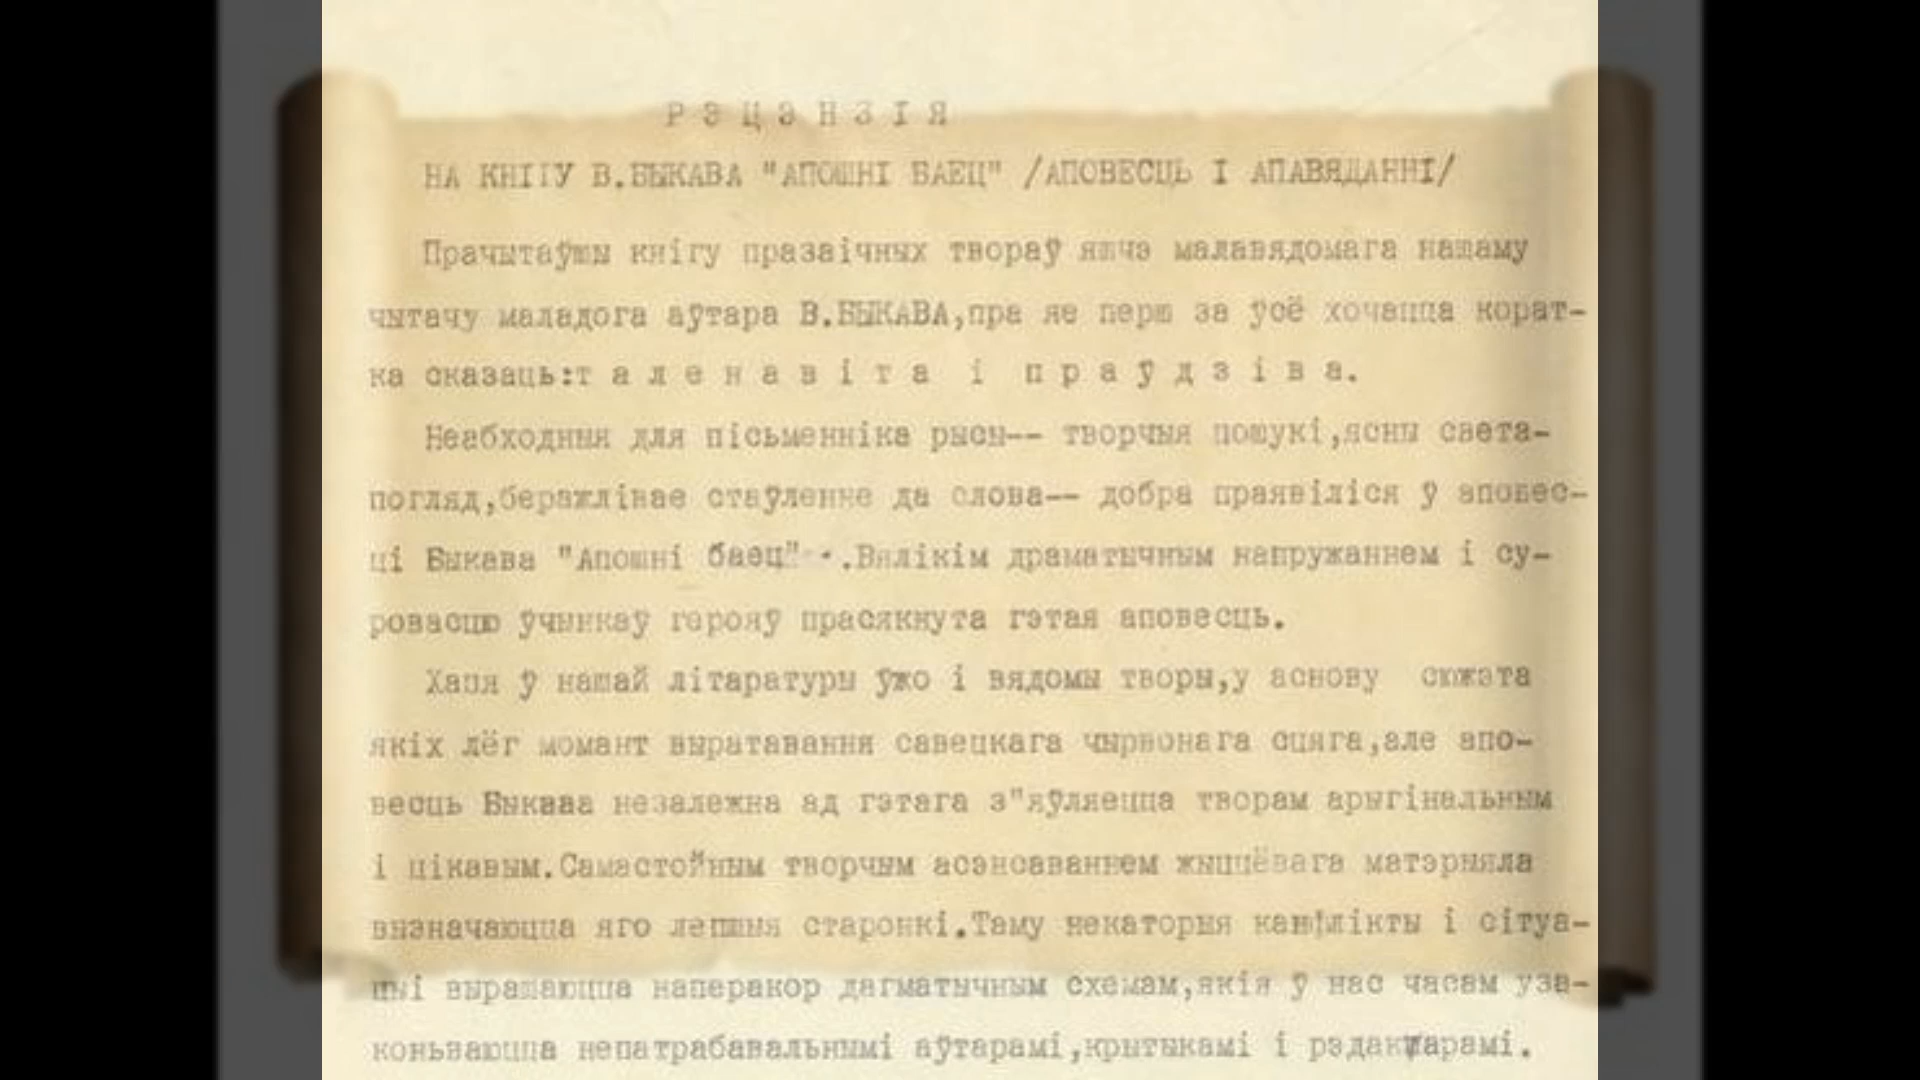 Р Э Ц Э Н З І Я
НА КНІГУ В.БЫКАВА "АПОШНІ БАЕЦ" /АПОВЕСЦЬ І АПАВЯДАННІ/
Прачытаўшы кнігу празаічных твораў яшчэ малавядомага нашаму
чытачу маладога аўтара В.БЫКАВА,пра яе перш за ўсё хочацца корат-
ка сказаць:т а л е н а в і т а і п р а ў д з і в а.
Неабходныя для пісьменніка рысы-- творчыя пошукі,ясны света-
погляд,беражлівае стаўленне да слова-- добра праявіліся ў аповес-
ці Быкава "Апошні баец" .Вялікім драматычным напружаннем і су-
ровасцю ўчынкаў герояў прасякнута гэтая аповесць.
Хаця ў нашай літаратуры ўжо і вядомы творы,у аснову сюжэта
якіх лёг момант выратавання савецкага чырвонага сцяга,але апо-
весць Быкава незалежна ад гэтага з"яўляецца творам арыгінальным
і цікавым.Самастойным творчым асэнсаваннем жыццёвага матэрыяла
вызначаюцца яго лепшыя старонкі.Таму некаторыя канфлікты і сітуа-
цыі вырашаюцца наперакор дагматычным схемам,якія ў нас часам уза-
коньваюцца непатрабавальнымі аўтарамі,крытыкамі і рэдактарамі.